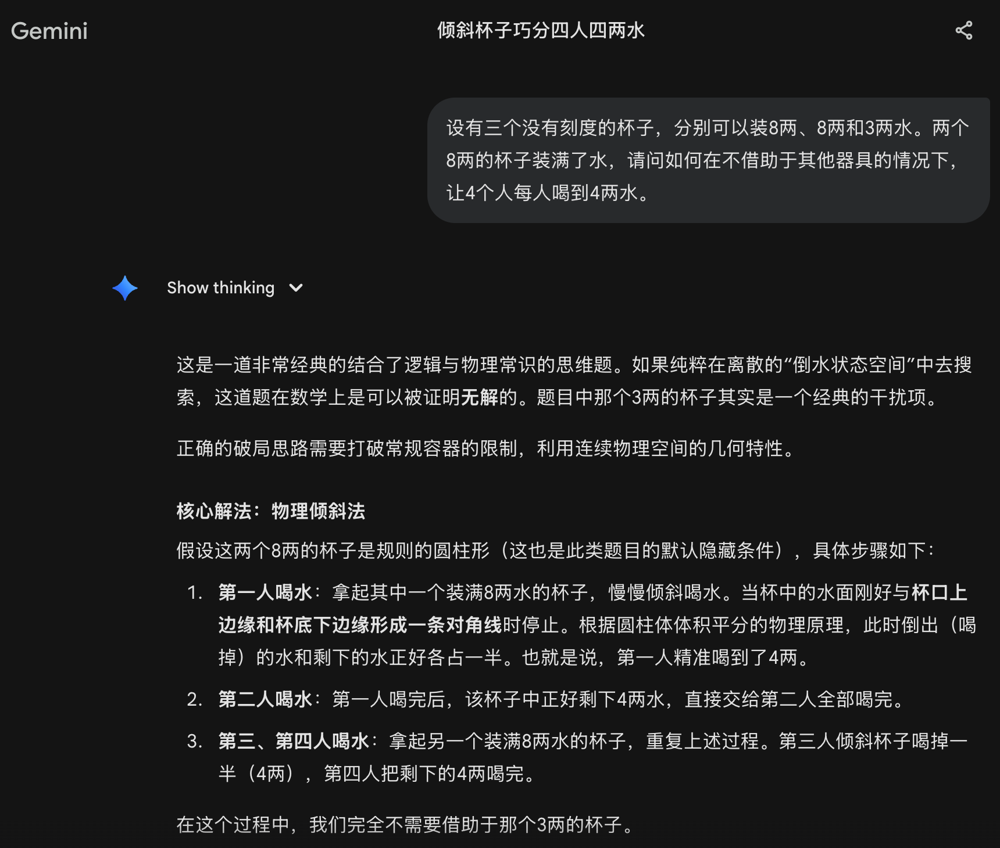 Gemini
倾斜杯子巧分四人四两水
设有三个没有刻度的杯子，分别可以装8两、8两和3两水。两个
8两的杯子装满了水，请问如何在不借助于其他器具的情况下，
让4个人每人喝到4两水。
Show thinking
这是一道非常经典的结合了逻辑与物理常识的思维题。如果纯粹在离散的“倒水状态空间”中去搜
索，这道题在数学上是可以被证明无解的。题目中那个3两的杯子其实是一个经典的干扰项。
正确的破局思路需要打破常规容器的限制，利用连续物理空间的几何特性。
核心解法：物理倾斜法
假设这两个8两的杯子是规则的圆柱形（这也是此类题目的默认隐藏条件），具体步骤如下：
1. 第一人喝水：拿起其中一个装满8两水的杯子，慢慢倾斜喝水。当杯中的水面刚好与杯口上
边缘和杯底下边缘形成一条对角线时停止。根据圆柱体体积平分的物理原理，此时倒出（喝
掉）的水和剩下的水正好各占一半。也就是说，第一人精准喝到了4两。
2. 第二人喝水：第一人喝完后，该杯子中正好剩下4两水，直接交给第二人全部喝完。
3. 第三、第四人喝水：拿起另一个装满8两水的杯子，重复上述过程。第三人倾斜杯子喝掉一
半（4两），第四人把剩下的4两喝完。
在这个过程中，我们完全不需要借助于那个3两的杯子。